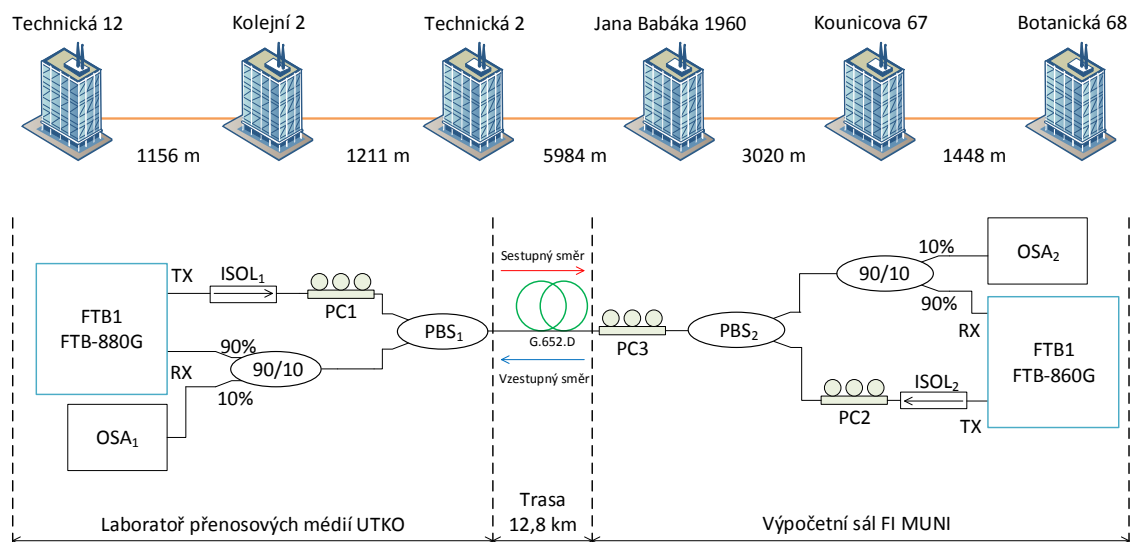 Technická 12
Kolejní 2
Technická 2
Jana Babáka 1960
Kounicova 67
Botanická 68
1156 m
1211 m
5984 m
3020 m
1448 m
FTB1
FTB-880G
TX
RX
ISOL1
PC1
90%
10%
90/10
OSA1
PBS1
Sestupný směr
G.652.D
Vzestupný směr
PC3
PBS2
90/10
10%
90%
OSA2
RX
FTB1
FTB-860G
TX
ISOL2
PC2
Laboratoř přenosových médií UTKO
Trasa
12,8 km
Výpočetní sál FI MUNI